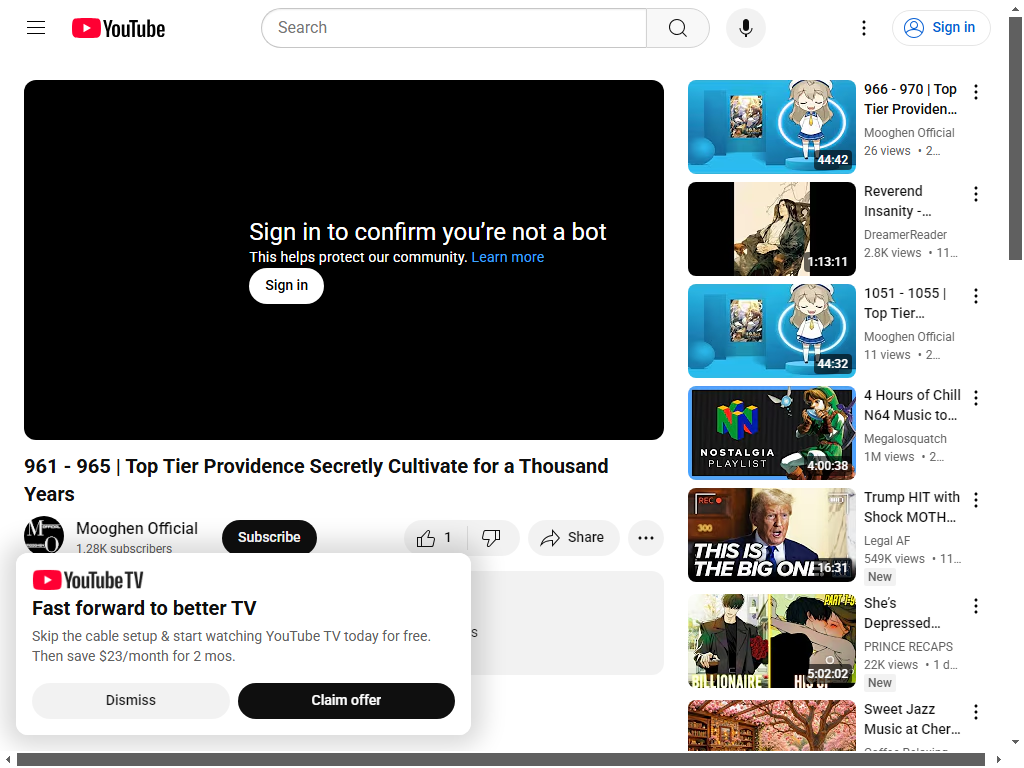 YouTube
Search
Sign in
Sign in to confirm you’re not a bot
This helps protect our community. Learn more
Sign in
961 - 965 | Top Tier Providence Secretly Cultivate for a Thousand
Years
Mooghen Official
1.28K subscribers
Subscribe
1
Share
s
YouTube TV
Fast forward to better TV
Skip the cable setup & start watching YouTube TV today for free.
Then save $23/month for 2 mos.
Dismiss
Claim offer
44:42
966 - 970 | Top
Tier Providen…
Mooghen Official
26 views • 2…
1:13:11
Reverend
Insanity -…
DreamerReader
2.8K views • 11…
44:32
1051 - 1055 |
Top Tier…
Mooghen Official
11 views • 2…
NOSTALGIA
PLAYLIST
4:00:38
4 Hours of Chill
N64 Music to…
Megalosquatch
1M views • 2…
REC
300
THIS IS
THE BIG ONE
16:31
Trump HIT with
Shock MOTH…
Legal AF
549K views • 11…
New
PART 1-5
BILLIONAIRE
5:02:02
She’s
Depressed…
PRINCE RECAPS
22K views • 1 d…
New
Sweet Jazz
Music at Cher…